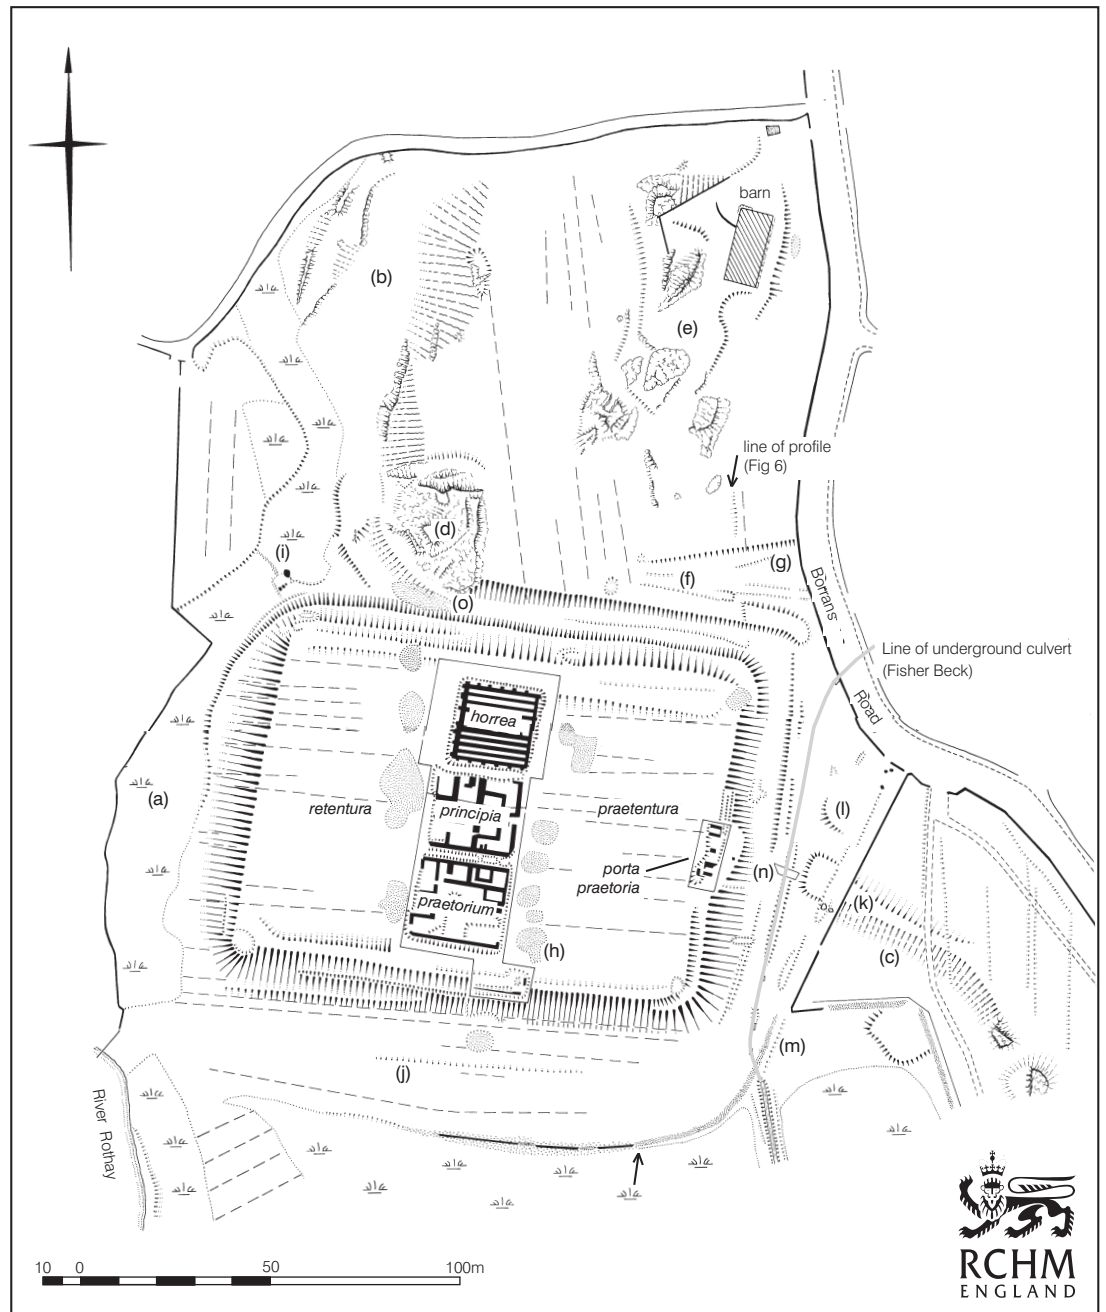 barn
(b)
(e)
line of profile
(Fig 6)
(d)
(i)
(g)
(f)
(o)
Borrans
Road
Line of underground culvert
(Fisher Beck)
horrea
(a)
retentura
principia
praetentura
(l)
porta
praetoria
(n)
praetorium
(k)
(h)
(c)
(m)
(j)
River Rothay
10 0 50 100m
RCHM
ENGLAND